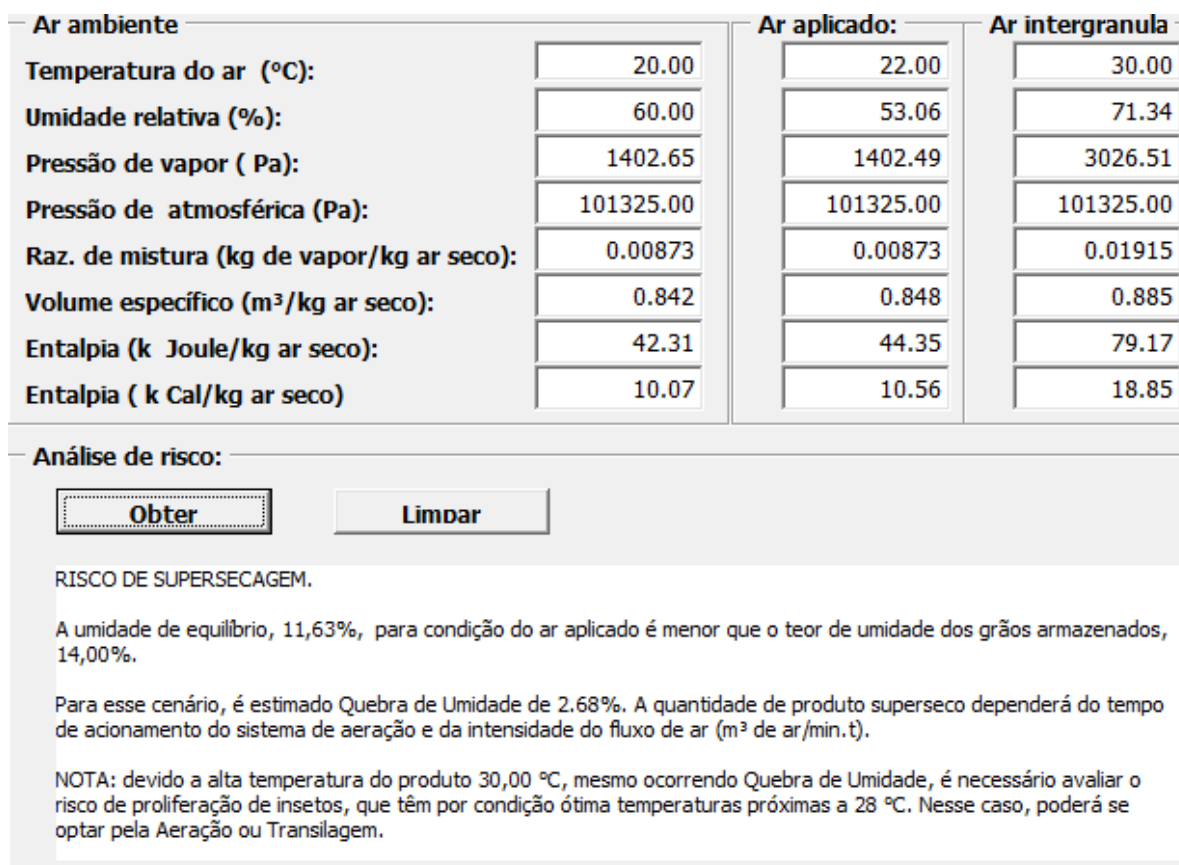 Ar ambiente Ar aplicado: Ar intergranula
Temperatura do ar (ºC): 20.00 22.00 30.00
Umidade relativa (%): 60.00 53.06 71.34
Pressão de vapor ( Pa): 1402.65 1402.49 3026.51
Pressão de atmosférica (Pa): 101325.00 101325.00 101325.00
Raz. de mistura (kg de vapor/kg ar seco): 0.00873 0.00873 0.01915
Volume específico (m³/kg ar seco): 0.842 0.848 0.885
Entalpia (k Joule/kg ar seco): 42.31 44.35 79.17
Entalpia ( k Cal/kg ar seco) 10.07 10.56 18.85
Análise de risco:
Obter Limpar
RISCO DE SUPERSECAGEM.
A umidade de equilíbrio, 11,63%, para condição do ar aplicado é menor que o teor de umidade dos grãos armazenados,
14,00%.
Para esse cenário, é estimado Quebra de Umidade de 2.68%. A quantidade de produto superseco dependerá do tempo
de acionamento do sistema de aeração e da intensidade do fluxo de ar (m³ de ar/min.t).
NOTA: devido a alta temperatura do produto 30,00 ºC, mesmo ocorrendo Quebra de Umidade, é necessário avaliar o
risco de proliferação de insetos, que têm por condição ótima temperaturas próximas a 28 ºC. Nesse caso, poderá se
optar pela Aeração ou Transilagem.